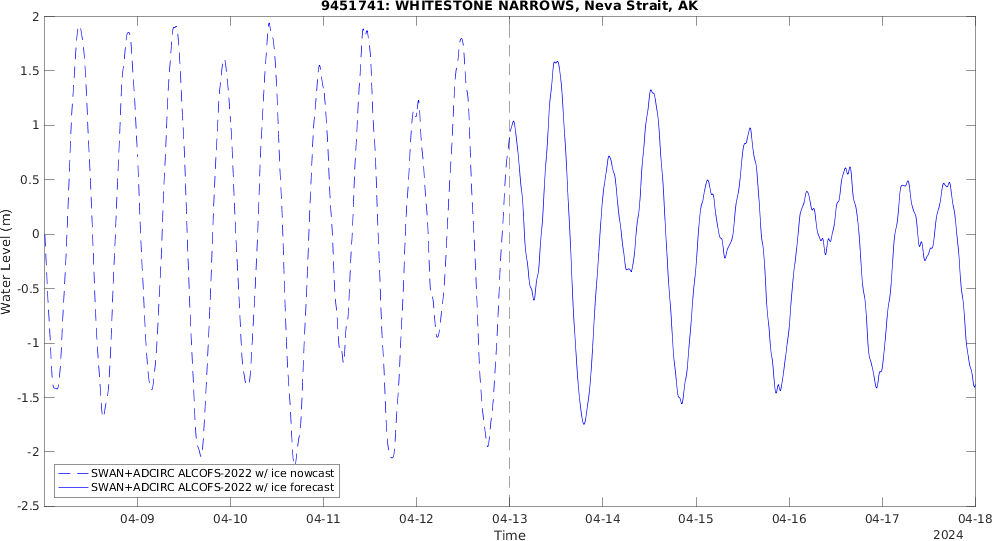 9451741: WHITESTONE NARROWS, Neva Strait, AK
2
1.5
1
0.5
0
-0.5
-1
-1.5
-2
-2.5
Water Level (m)
SWAN+ADCIRC ALCOFS-2022 w/ ice nowcast
SWAN+ADCIRC ALCOFS-2022 w/ ice forecast
04-09 04-10 04-11 04-12 04-13 04-14 04-15 04-16 04-17 04-18
Time
2024